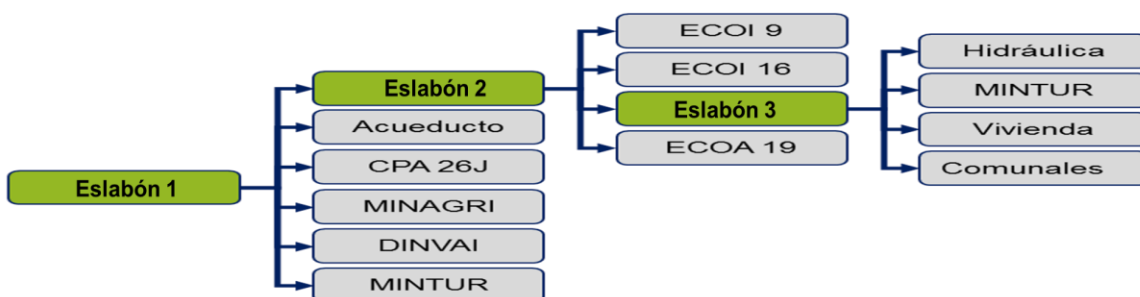 Eslabón 1
Eslabón 2
Acueducto
CPA 26J
MINAGRI
DINVAI
MINTUR
ECOI 9
ECOI 16
Eslabón 3
ECOA 19
Hidráulica
MINTUR
Vivienda
Comunales